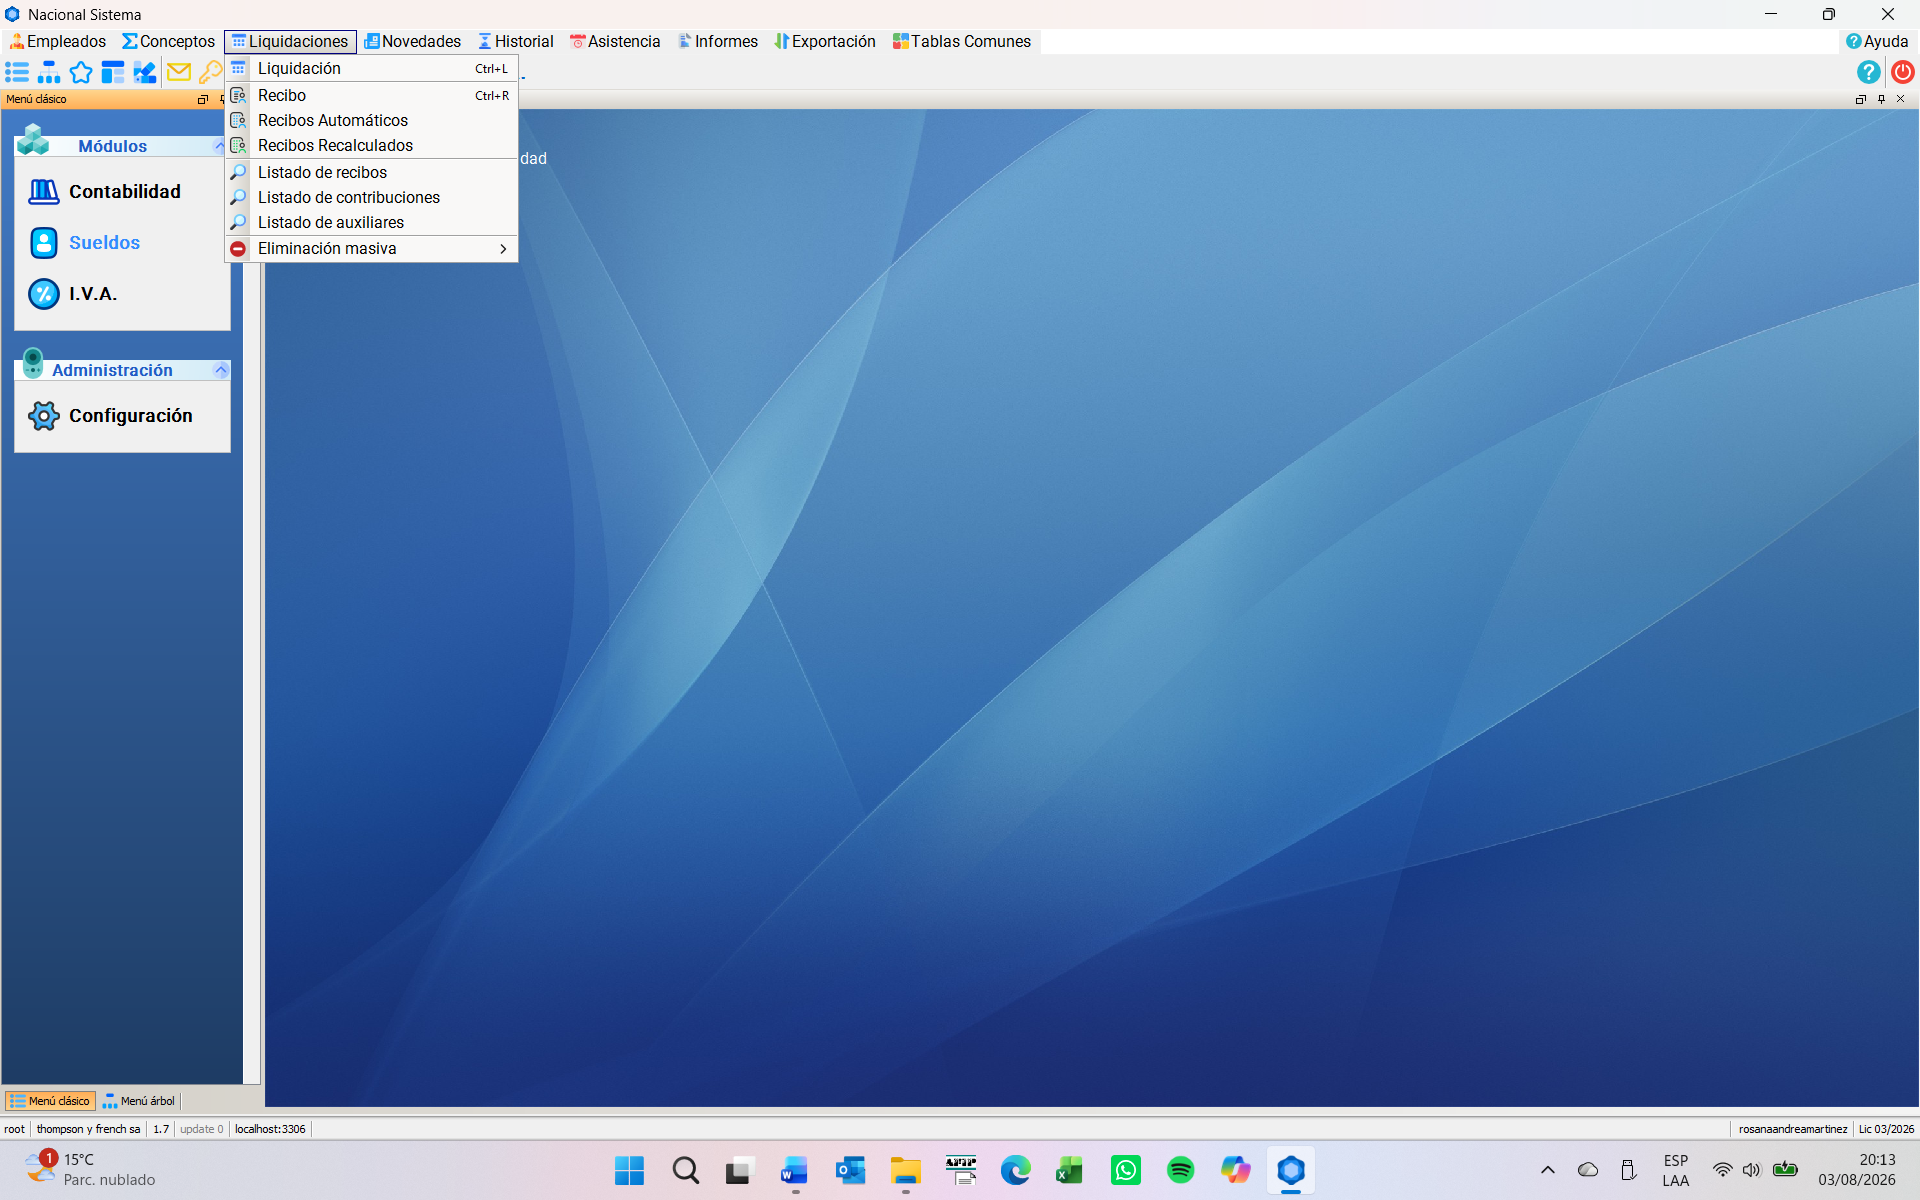 Nacional Sistema
Empleados Conceptos Liquidaciones Novedades Historial Asistencia Informes Exportación Tablas Comunes Ayuda
Menú clásico
Liquidación Ctrl+L
Recibo Ctrl+R
Recibos Automáticos
Recibos Recalculados
Listado de recibos
Listado de contribuciones
Listado de auxiliares
Eliminación masiva
dad
Módulos
Contabilidad
Sueldos
I.V.A.
Administración
Configuración
Menú clásico Menú árbol
root thompson y french sa 1.7 update 0 localhost:3306 rosanaandreamartinez Lic 03/2026
1
15°C
Parc. nublado
AFIP
ESP
LAA
20:13
03/08/2026